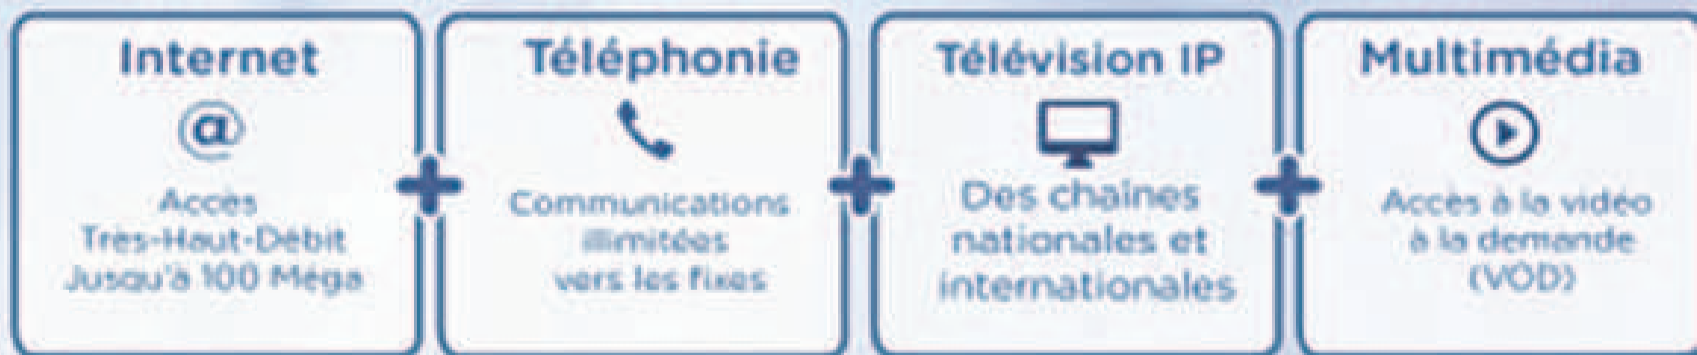 Internet
@
Accès
Très-Haut-Débit
Jusqu'à 100 Méga
Téléphonie
Communications
illimitées
vers les fixes
Télévision IP
Des chaînes
nationales et
internationales
Multimédia
Accès à la vidéo
à la demande
(VOD)